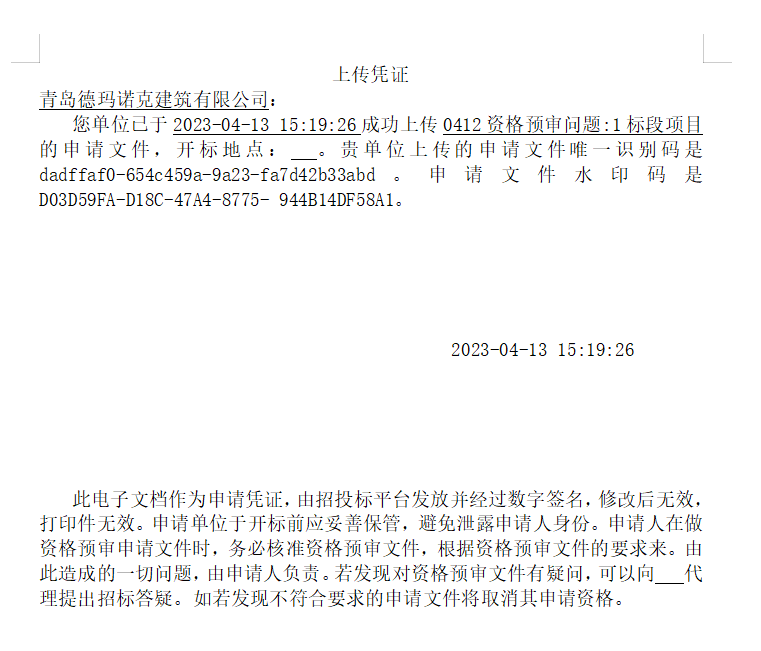 上传凭证
青岛德玛诺克建筑有限公司：
您单位已于 2023-04-13 15:19:26 成功上传 0412 资格预审问题:1 标段项目
的申请文件，开标地点：___。贵单位上传的申请文件唯一识别码是
dadffaf0-654c459a-9a23-fa7d42b33abd 。申请文件水印码是
D03D59FA-D18C-47A4-8775- 944B14DF58A1。
2023-04-13 15:19:26
此电子文档作为申请凭证，由招投标平台发放并经过数字签名，修改后无效，
打印件无效。申请单位于开标前应妥善保管，避免泄露申请人身份。申请人在做
资格预审申请文件时，务必核准资格预审文件，根据资格预审文件的要求来。由
此造成的一切问题，由申请人负责。若发现对资格预审文件有疑问，可以向___代
理提出招标答疑。如若发现不符合要求的申请文件将取消其申请资格。